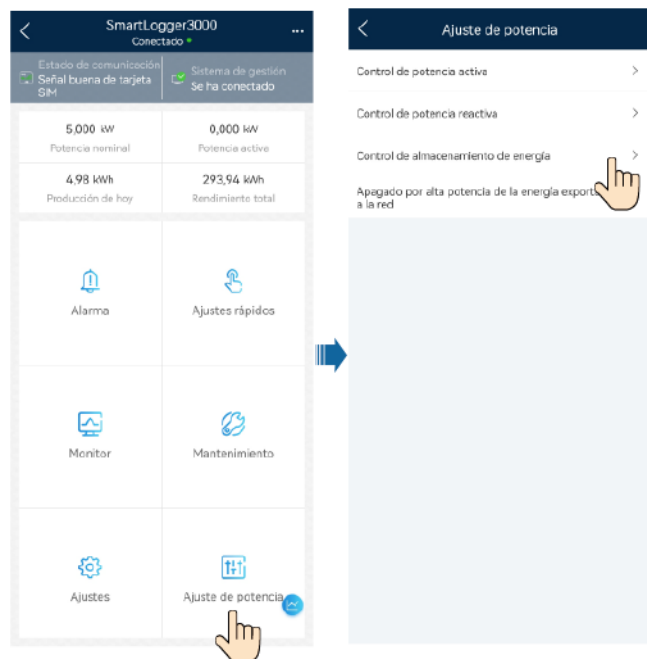 SmartLogger3000
Conectado
Estado de comunicación
Señal buena de tarjeta
SIM
Sistema de gestión
Se ha conectado
5,000 kW
Potencia nominal
0,000 kW
Potencia activa
4,98 kWh
Producción de hoy
293,94 kWh
Rendimiento total
Alarma
Ajustes rápidos
Monitor
Mantenimiento
Ajustes
Ajuste de potencia
Ajuste de potencia
Control de potencia activa
Control de potencia reactiva
Control de almacenamiento de energía
Apagado por alta potencia de la energía export
a la red